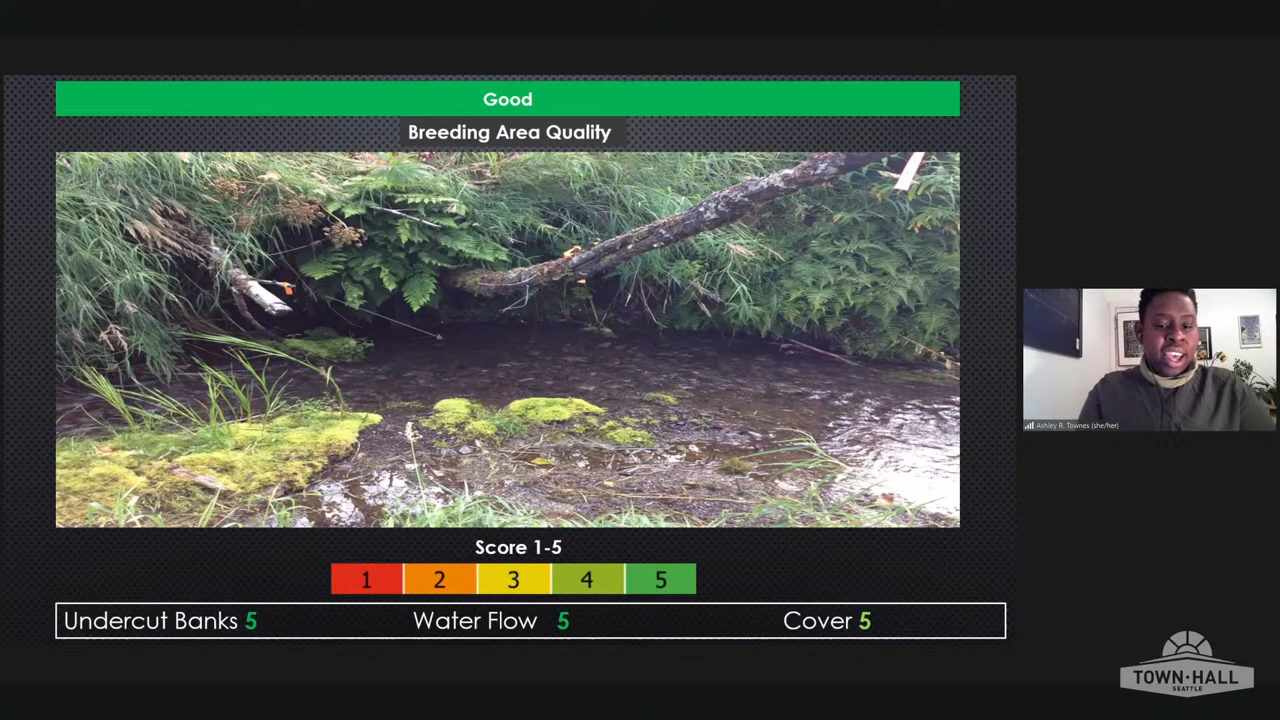 Good
Breeding Area Quality
Score 1-5
1 2 3 4 5
Undercut Banks 5 Water Flow 5 Cover 5
Ashley R. Townes (she/her)
TOWN·HALL
SEATTLE